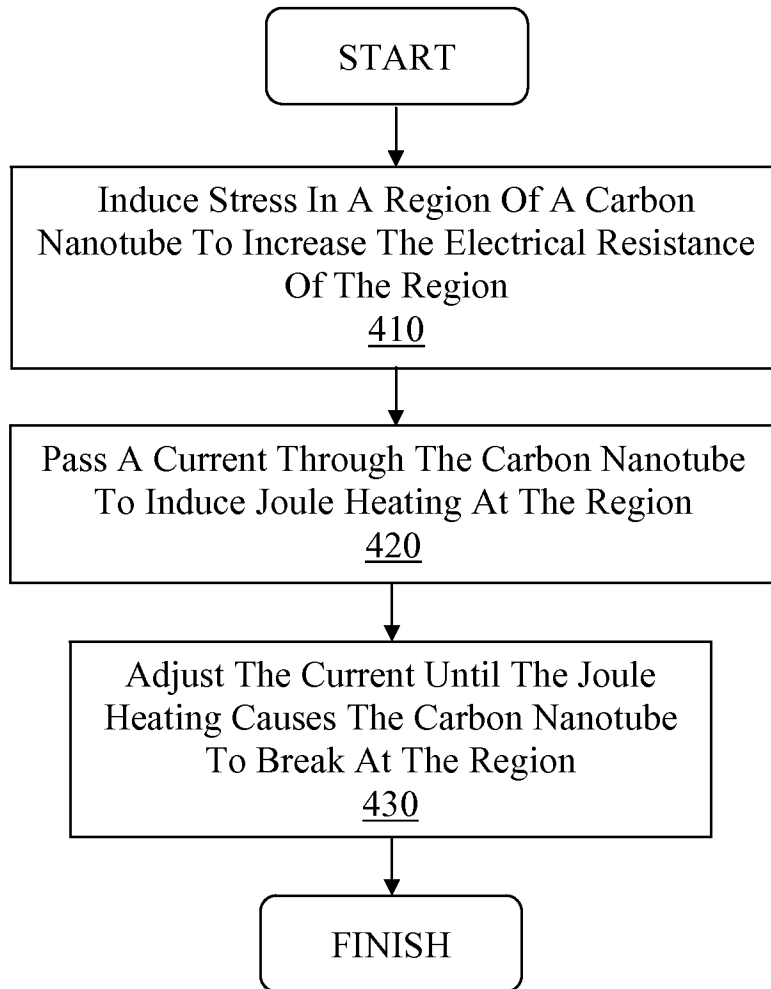 START
Induce Stress In A Region Of A Carbon
Nanotube To Increase The Electrical Resistance
Of The Region
410
Pass A Current Through The Carbon Nanotube
To Induce Joule Heating At The Region
420
Adjust The Current Until The Joule
Heating Causes The Carbon Nanotube
To Break At The Region
430
FINISH